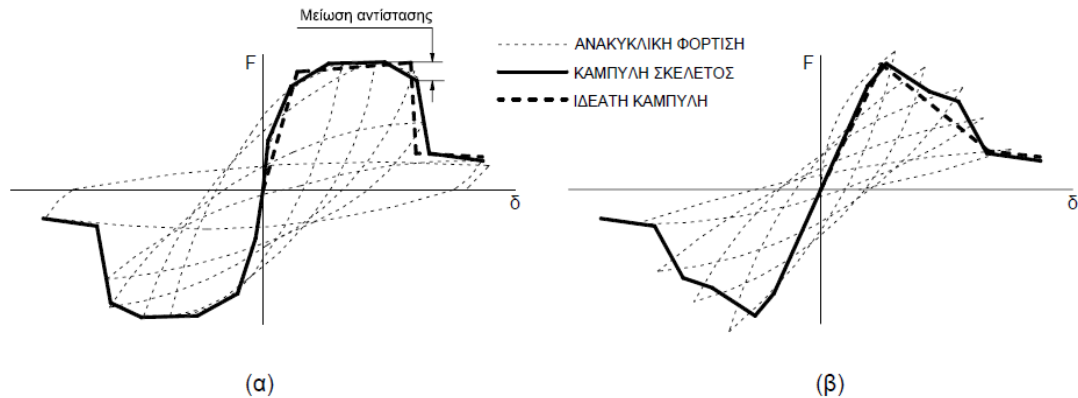 Μείωση αντίστασης
F
δ
ΑΝΑΚΥΚΛΙΚΗ ΦΟΡΤΙΣΗ
ΚΑΜΠΥΛΗ ΣΚΕΛΕΤΟΣ
ΙΔΕΑΤΗ ΚΑΜΠΥΛΗ
F
δ
(α)
(β)